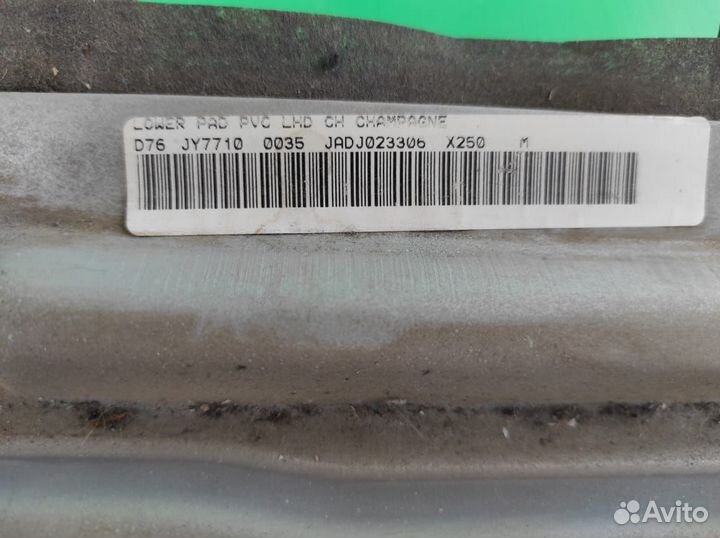 LOWER PAD PVC LHD CH CHAMPAGNE
D76 JY7710 0035 JADJ023306 X250 M
Avito